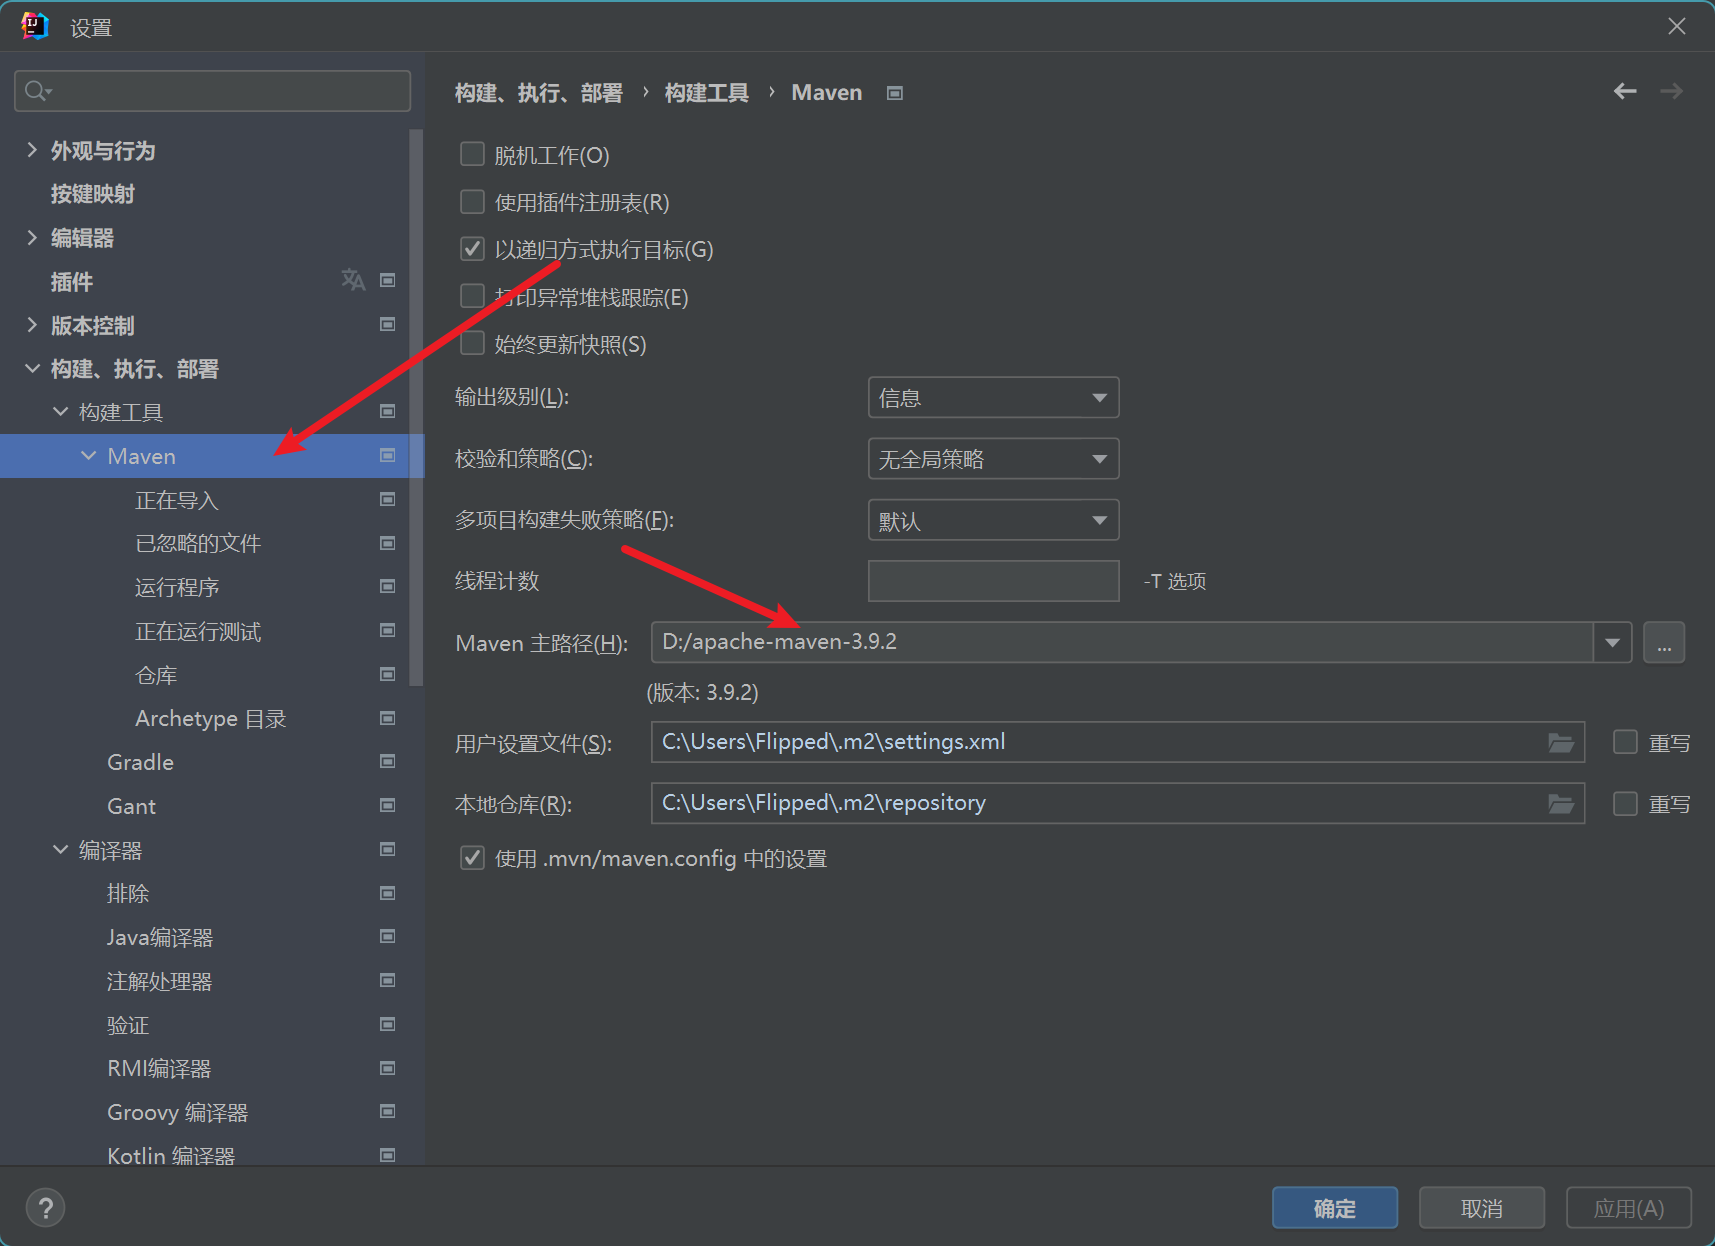 设置
外观与行为
按键映射
编辑器
插件
版本控制
构建、执行、部署
构建工具
Maven
正在导入
已忽略的文件
运行程序
正在运行测试
仓库
Archetype 目录
Gradle
Gant
编译器
排除
Java编译器
注解处理器
验证
RMI编译器
Groovy 编译器
Kotlin 编译器
构建、执行、部署 › 构建工具 › Maven
脱机工作(O)
使用插件注册表(R)
以递归方式执行目标(G)
打印异常堆栈跟踪(E)
始终更新快照(S)
输出级别(L): 信息
校验和策略(C): 无全局策略
多项目构建失败策略(F): 默认
线程计数 -T 选项
Maven 主路径(H): D:/apache-maven-3.9.2 ...
(版本: 3.9.2)
用户设置文件(S): C:\Users\Flipped\.m2\settings.xml 重写
本地仓库(R): C:\Users\Flipped\.m2\repository 重写
使用 .mvn/maven.config 中的设置
? 确定 取消 应用(A)